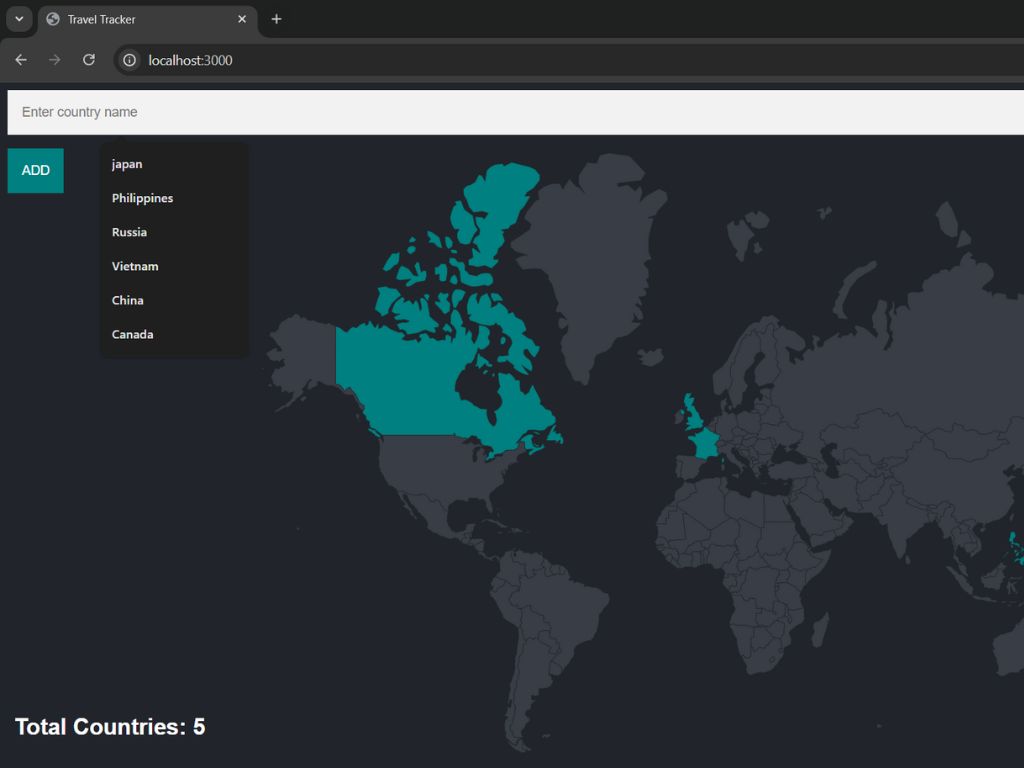 Travel Tracker
localhost:3000
Enter country name
ADD
japan
Philippines
Russia
Vietnam
China
Canada
Total Countries: 5